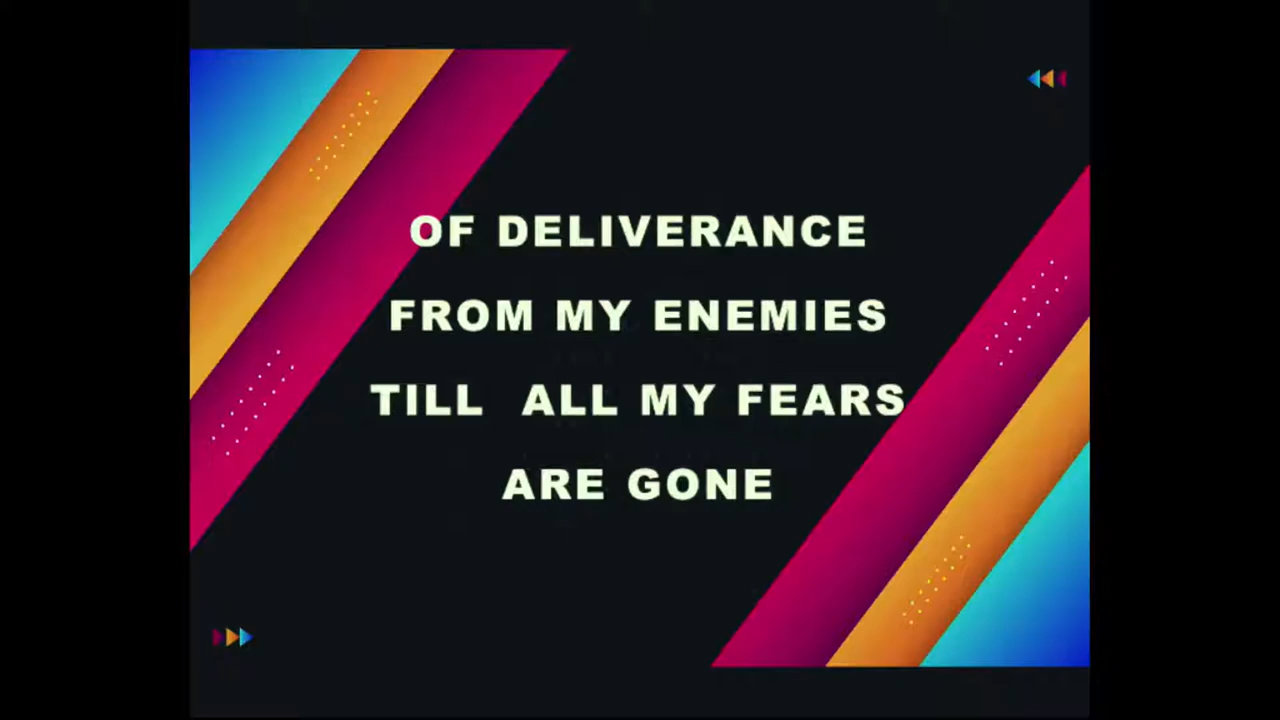 OF DELIVERANCE
FROM MY ENEMIES
TILL ALL MY FEARS
ARE GONE